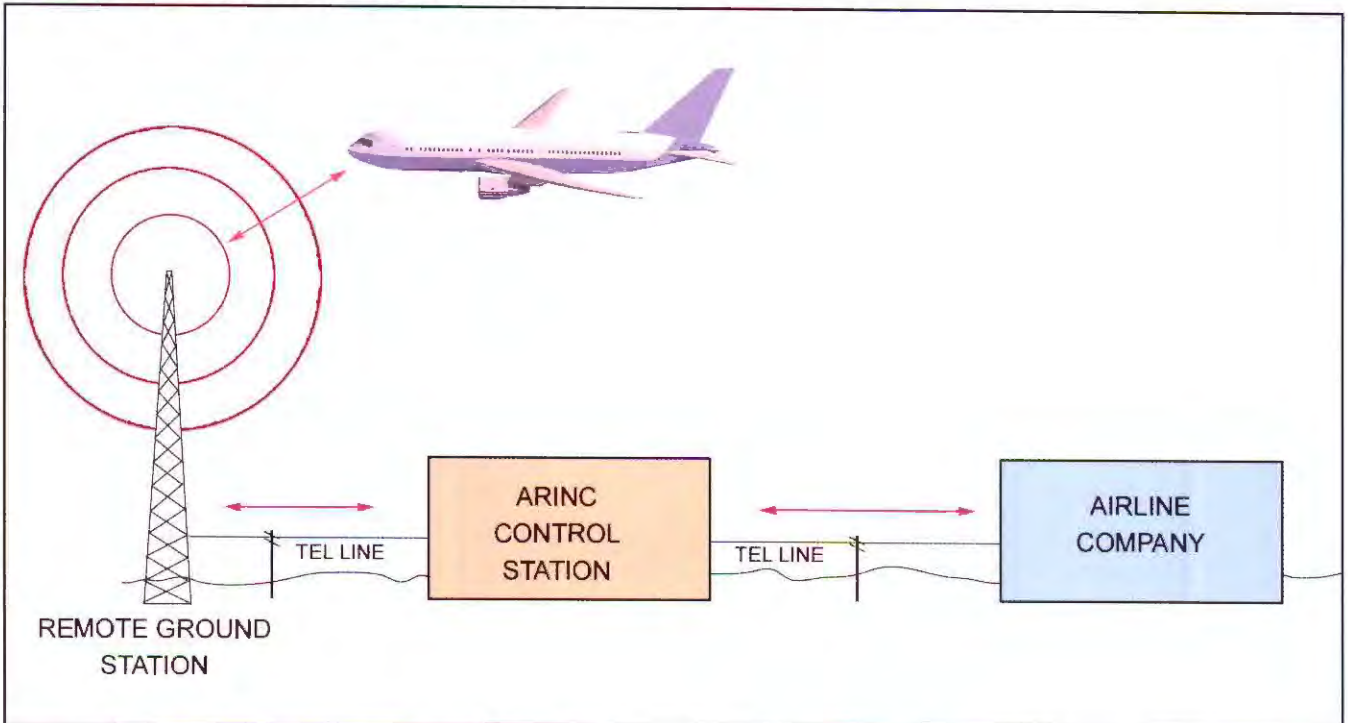 ARINC
CONTROL
STATION
AIRLINE
COMPANY
TEL LINE
TEL LINE
REMOTE GROUND
STATION